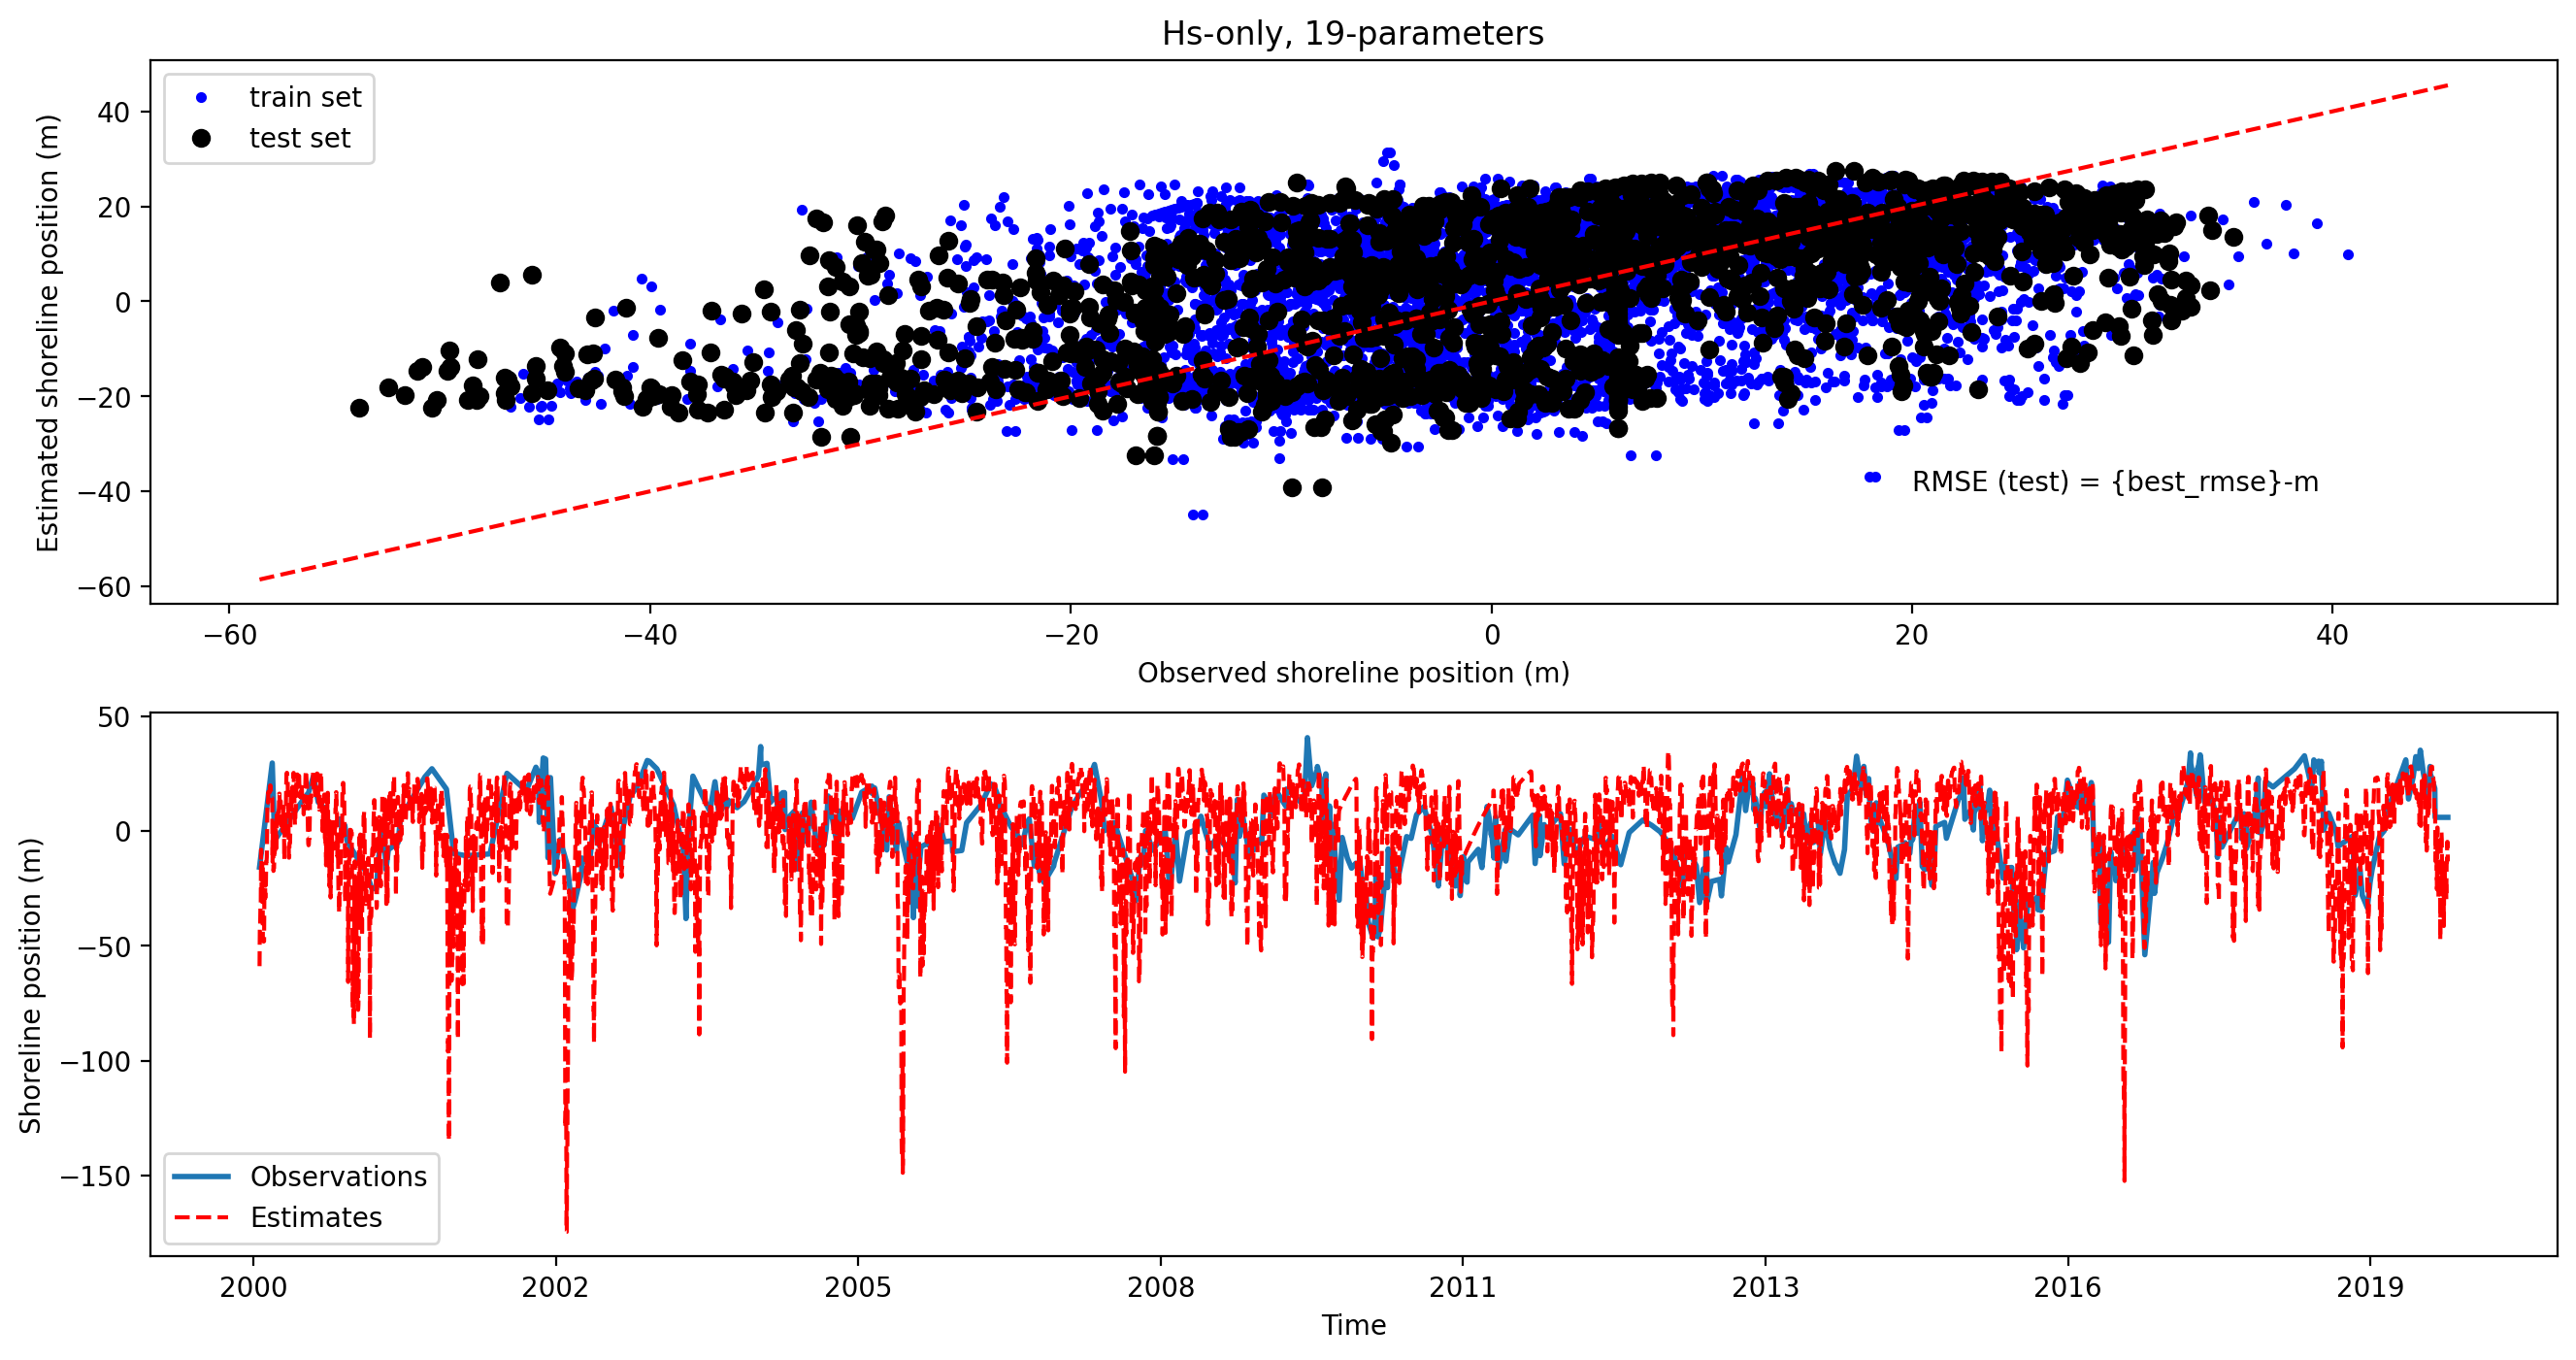 Hs-only, 19-parameters
train set
test set
Estimated shoreline position (m)
40
20
0
−20
−40
−60
RMSE (test) = {best_rmse}-m
−60
−40
−20
0
20
40
Observed shoreline position (m)
50
0
−50
−100
−150
Shoreline position (m)
Observations
Estimates
2000
2002
2005
2008
2011
2013
2016
2019
Time